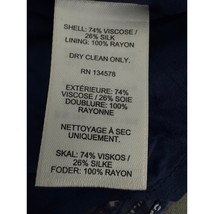 SHELL: 74% VISCOSE /
26% SILK
LINING: 100% RAYON
DRY CLEAN ONLY.
RN 134578
EXTÉRIEURE: 74%
VISCOSE / 26% SOIE
DOUBLURE: 100%
RAYONNE
NETTOYAGE À SEC
UNIQUEMENT.
SKAL: 74% VISKOS /
26% SILKE
FODER: 100% RAYON